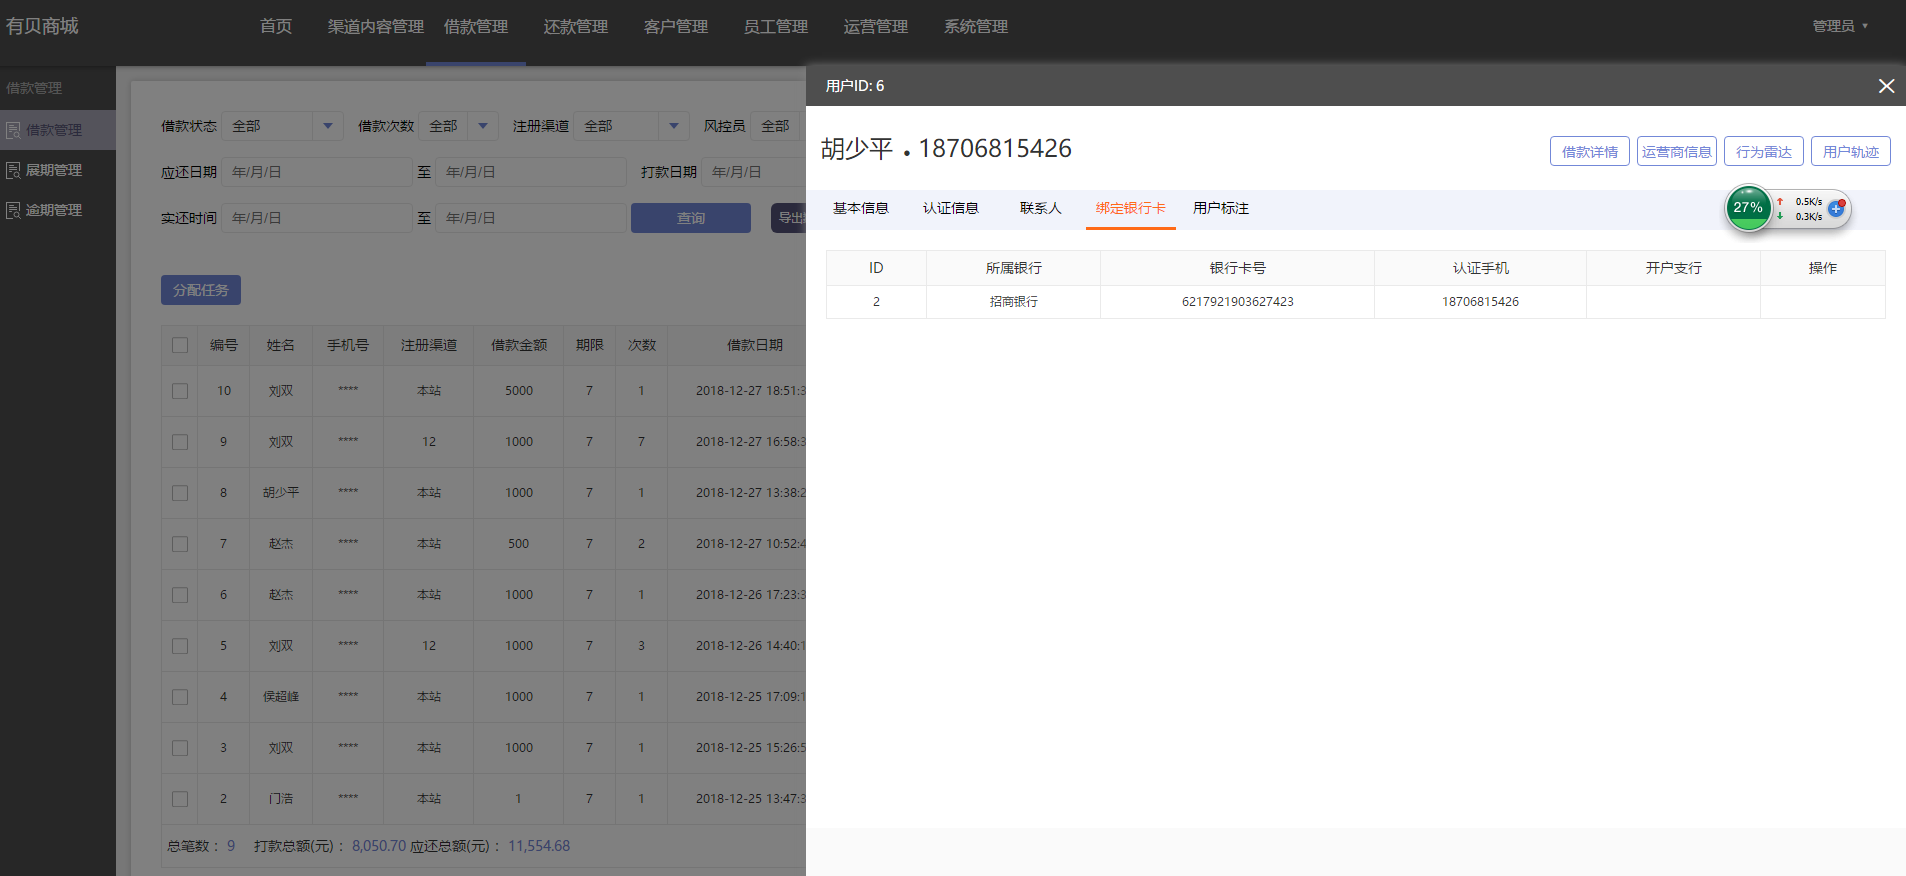 有贝商城 首页 渠道内容管理 借款管理 还款管理 客户管理 员工管理 运营管理 系统管理 管理员
借款管理
借款管理
展期管理
逾期管理
借款状态 全部 借款次数 全部 注册渠道 全部 风控员 全部
应还日期 年/月/日 至 年/月/日 打款日期 年/月/日
实还时间 年/月/日 至 年/月/日 查询 导出
分配任务
编号 姓名 手机号 注册渠道 借款金额 期限 次数 借款日期
10 刘双 **** 本站 5000 7 1 2018-12-27 18:51:3
9 刘双 **** 12 1000 7 7 2018-12-27 16:58:3
8 胡少平 **** 本站 1000 7 1 2018-12-27 13:38:2
7 赵杰 **** 本站 500 7 2 2018-12-27 10:52:4
6 赵杰 **** 本站 1000 7 1 2018-12-26 17:23:3
5 刘双 **** 12 1000 7 3 2018-12-26 14:40:1
4 侯超峰 **** 本站 1000 7 1 2018-12-25 17:09:1
3 刘双 **** 本站 1000 7 1 2018-12-25 15:26:5
2 门浩 **** 本站 1 7 1 2018-12-25 13:47:3
总笔数： 9 打款总额(元)： 8,050.70 应还总额(元)： 11,554.68
用户ID: 6
胡少平 • 18706815426 借款详情 运营商信息 行为雷达 用户轨迹
基本信息 认证信息 联系人 绑定银行卡 用户标注
27% 0.5K/s
0.3K/s
ID 所属银行 银行卡号 认证手机 开户支行 操作
2 招商银行 6217921903627423 18706815426